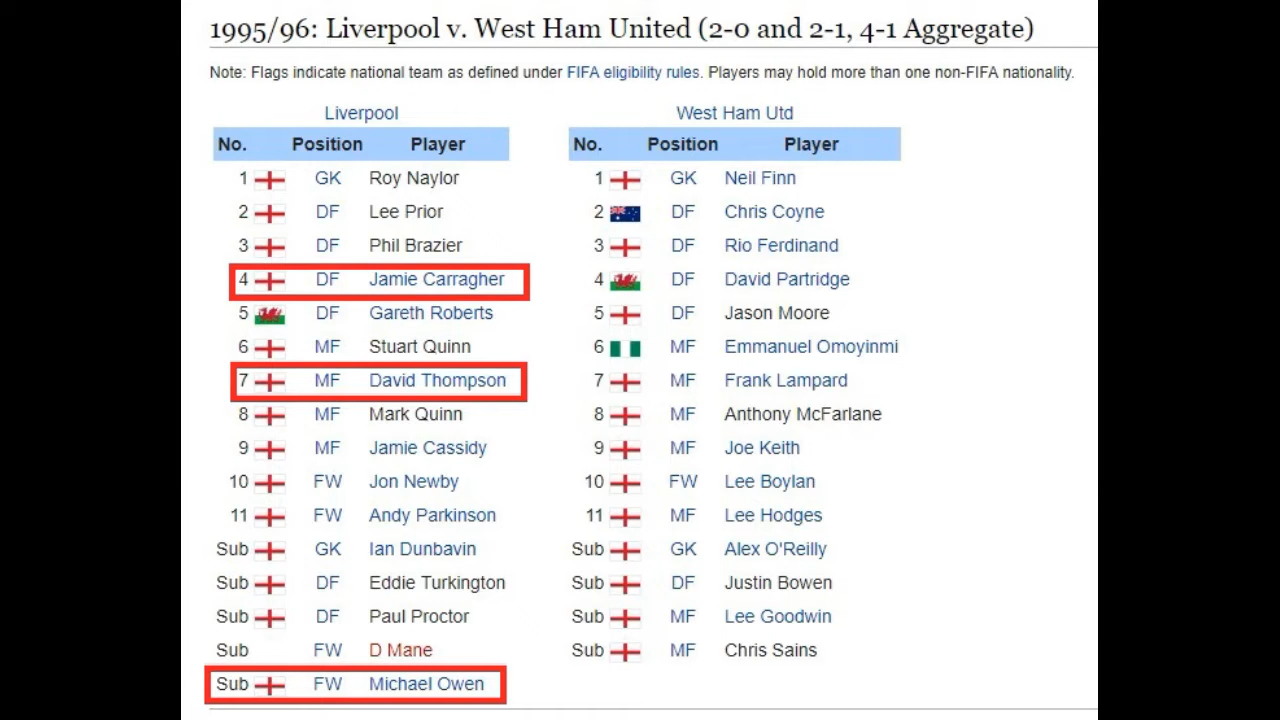 1995/96: Liverpool v. West Ham United (2-0 and 2-1, 4-1 Aggregate)
Note: Flags indicate national team as defined under FIFA eligibility rules. Players may hold more than one non-FIFA nationality.
Liverpool
No. Position Player
1 GK Roy Naylor
2 DF Lee Prior
3 DF Phil Brazier
4 DF Jamie Carragher
5 DF Gareth Roberts
6 MF Stuart Quinn
7 MF David Thompson
8 MF Mark Quinn
9 MF Jamie Cassidy
10 FW Jon Newby
11 FW Andy Parkinson
Sub GK Ian Dunbavin
Sub DF Eddie Turkington
Sub DF Paul Proctor
Sub FW D Mane
Sub FW Michael Owen
West Ham Utd
No. Position Player
1 GK Neil Finn
2 DF Chris Coyne
3 DF Rio Ferdinand
4 DF David Partridge
5 DF Jason Moore
6 MF Emmanuel Omoyinmi
7 MF Frank Lampard
8 MF Anthony McFarlane
9 MF Joe Keith
10 FW Lee Boylan
11 MF Lee Hodges
Sub GK Alex O'Reilly
Sub DF Justin Bowen
Sub MF Lee Goodwin
Sub MF Chris Sains